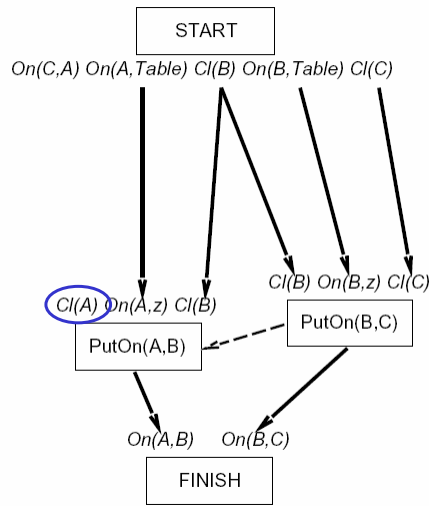 START
On(C,A) On(A,Table) Cl(B) On(B,Table) Cl(C)
Cl(B) On(B,z) Cl(C)
Cl(A) On(A,z) Cl(B)
PutOn(B,C)
PutOn(A,B)
On(A,B) On(B,C)
FINISH